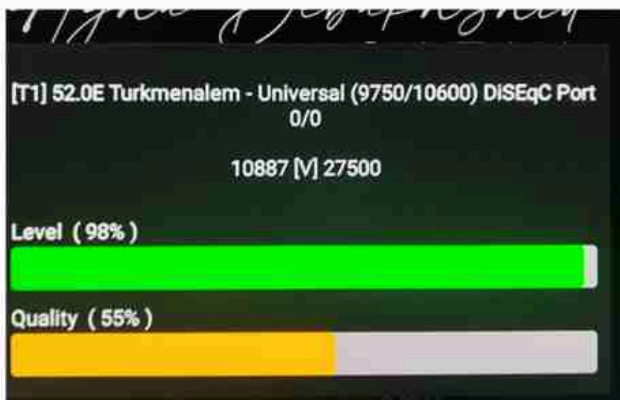 [T1] 52.0E Turkmenalem - Universal (9750/10600) DiSEqC Port
0/0
10887 [V] 27500
Level ( 98% )
Quality ( 55% )